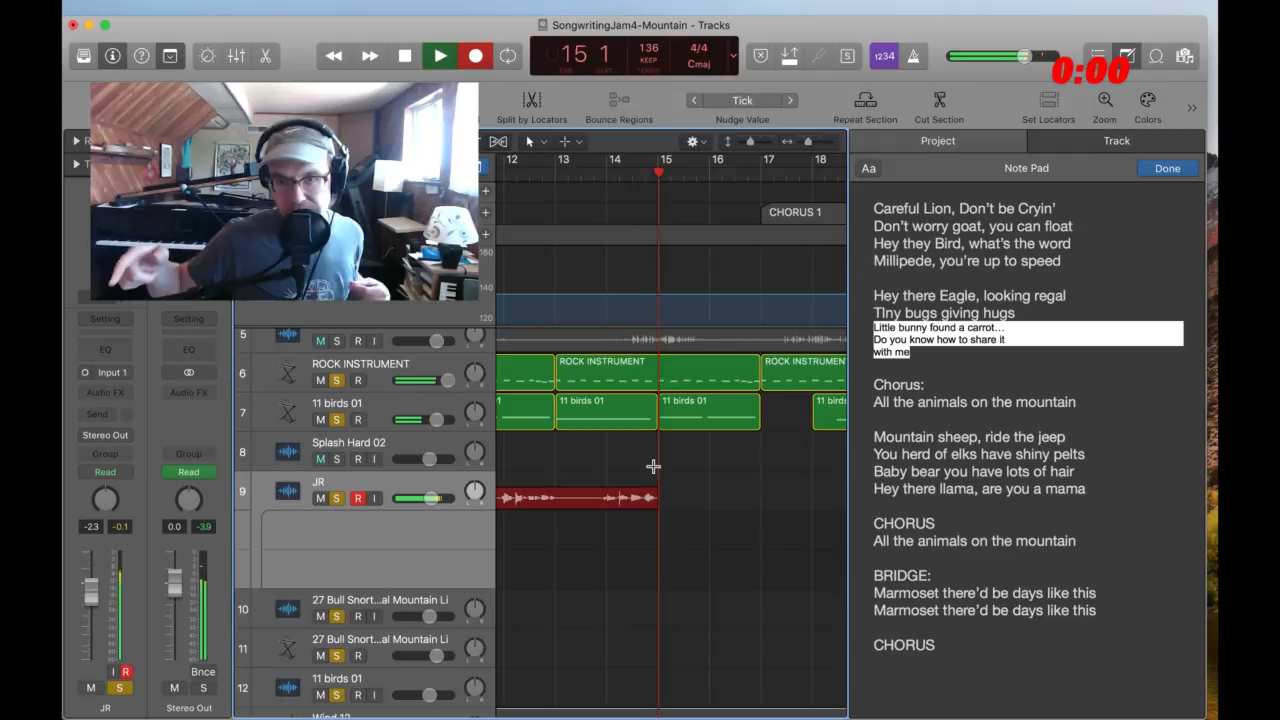 SongwritingJam4-Mountain - Tracks
15 1
BAR BEAT
136
KEEP
TEMPO
4/4
Cmaj
1234
0:00
Split by Locators
Bounce Regions
Tick
Nudge Value
Repeat Section
Cut Section
Set Locators
Zoom
Colors
Project
Track
Aa
Note Pad
Done
12 13 14 15 16 17 18
CHORUS 1
160
140
120
Careful Lion, Don't be Cryin'
Don't worry goat, you can float
Hey they Bird, what's the word
Millipede, you're up to speed
Hey there Eagle, looking regal
TIny bugs giving hugs
Little bunny found a carrot...
Do you know how to share it
with me
Chorus:
All the animals on the mountain
Mountain sheep, ride the jeep
You herd of elks have shiny pelts
Baby bear you have lots of hair
Hey there llama, are you a mama
CHORUS
All the animals on the mountain
BRIDGE:
Marmoset there'd be days like this
Marmoset there'd be days like this
CHORUS
Setting Setting
EQ EQ
Input 1
Audio FX Audio FX
Send
Stereo Out
Group Group
Read Read
-23 -0.1 0.0 -3.9
I R
Bnce
M S M S
JR
Stereo Out
5
M S R I
6
ROCK INSTRUMENT
M S R
ROCK INSTRUMENT
ROCK INSTRUMENT
7
11 birds 01
M S R
11 birds 01
11 birds 01
8
Splash Hard 02
M S R I
9
JR
M S R I
10
27 Bull Snort...al Mountain Li
M S R I
11
27 Bull Snort...al Mountain Li
M S R
12
11 birds 01
M S R I